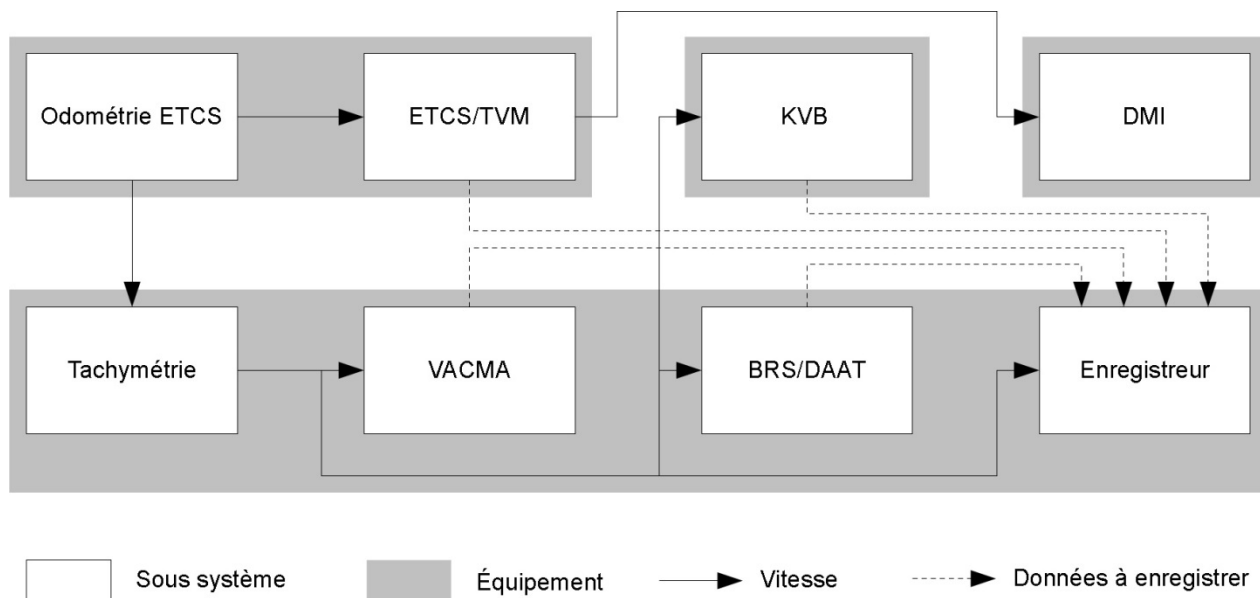 Odométrie ETCS
ETCS/TVM
KVB
DMI
Tachymétrie
VACMA
BRS/DAAT
Enregistreur
Sous système
Équipement
Vitesse
Données à enregistrer